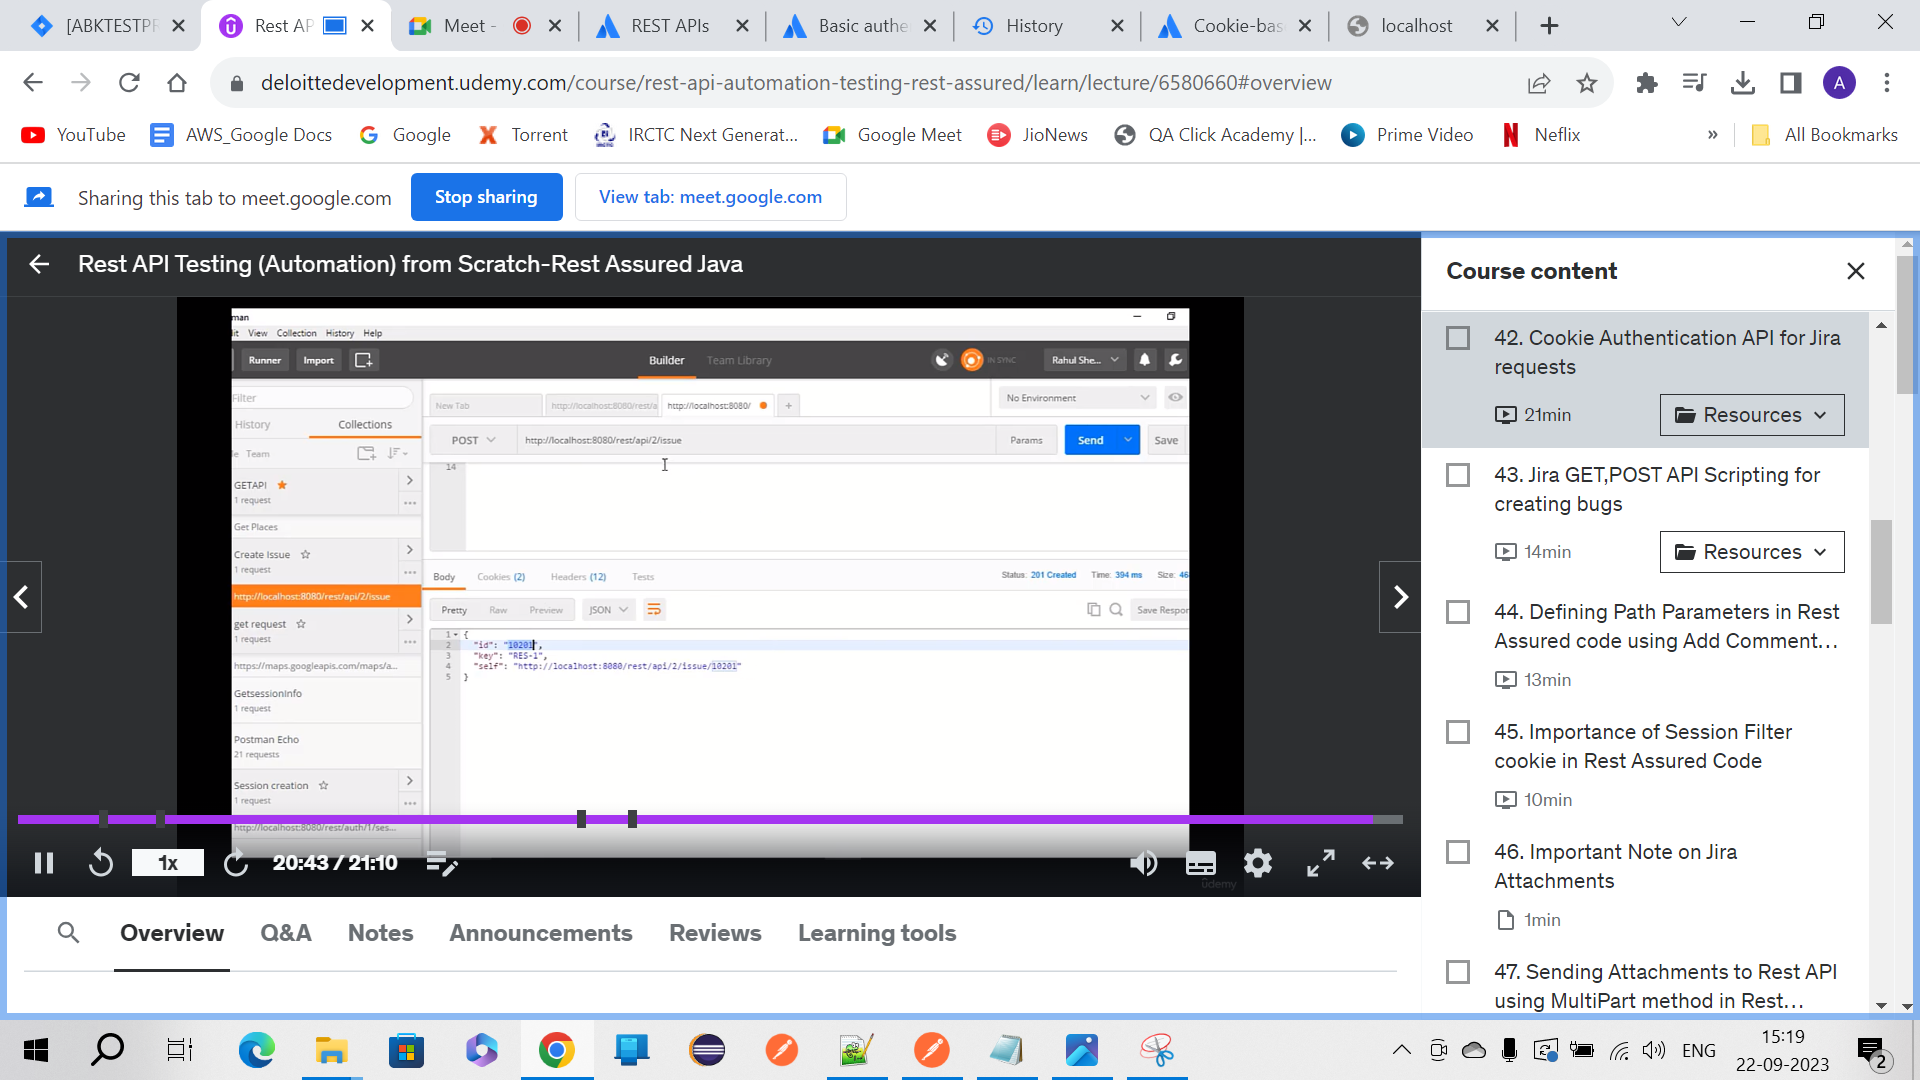 [ABKTESTPR
Rest AP
Meet -
REST APIs
Basic authe
History
Cookie-bas
localhost
deloittedevelopment.udemy.com/course/rest-api-automation-testing-rest-assured/learn/lecture/6580660#overview
A
YouTube
AWS_Google Docs
Google
Torrent
IRCTC Next Generat...
Google Meet
JioNews
QA Click Academy |...
Prime Video
Neflix
»
All Bookmarks
Sharing this tab to meet.google.com
Stop sharing
View tab: meet.google.com
Rest API Testing (Automation) from Scratch-Rest Assured Java
man
dit View Collection History Help
Runner
Import
Builder
Team Library
IN SYNC
Rahul She...
Filter
History
Collections
Team
GETAPI
1 request
Get Places
Create Issue
1 request
http://localhost:8080/rest/api/2/issue
get request
1 request
https://maps.googleapis.com/maps/a...
Getsessioninfo
1 request
Postman Echo
21 requests
Session creation
1 request
http://localhost:8080/rest/auth/1/ses...
New Tab
http://localhost:8080/rest/a
http://localhost:8080/
+
No Environment
POST
http://localhost:8080/rest/api/2/issue
Params
Send
Save
14
Body
Cookies (2)
Headers (12)
Tests
Status: 201 Created
Time: 394 ms
Size: 46
Pretty
Raw
Preview
JSON
Save Respor
1 {
2 "id": "10201",
3 "key": "RES-1",
4 "self": "http://localhost:8080/rest/api/2/issue/10201"
5 }
1x
20:43 / 21:10
ûdemy
Course content
42. Cookie Authentication API for Jira
requests
21min
Resources
43. Jira GET,POST API Scripting for
creating bugs
14min
Resources
44. Defining Path Parameters in Rest
Assured code using Add Comment...
13min
45. Importance of Session Filter
cookie in Rest Assured Code
10min
46. Important Note on Jira
Attachments
1min
47. Sending Attachments to Rest API
using MultiPart method in Rest...
Overview
Q&A
Notes
Announcements
Reviews
Learning tools
ENG
15:19
22-09-2023
2